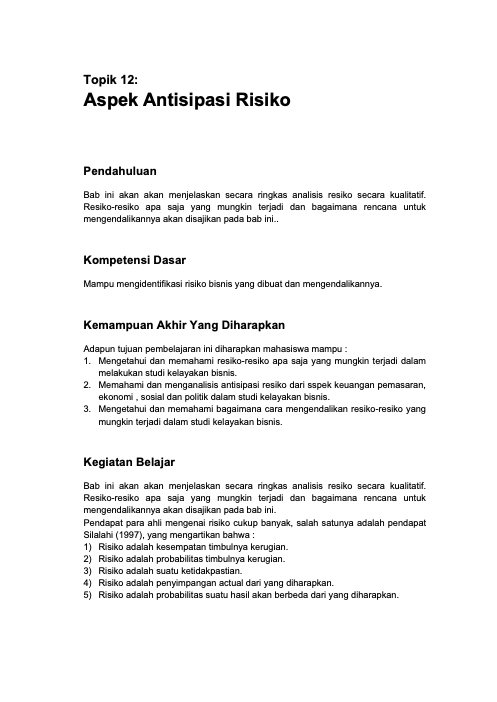 Topik 12:
Aspek Antisipasi Risiko
Pendahuluan
Bab ini akan akan menjelaskan secara ringkas analisis resiko secara kualitatif.
Resiko-resiko apa saja yang mungkin terjadi dan bagaimana rencana untuk
mengendalikannya akan disajikan pada bab ini..
Kompetensi Dasar
Mampu mengidentifikasi risiko bisnis yang dibuat dan mengendalikannya.
Kemampuan Akhir Yang Diharapkan
Adapun tujuan pembelajaran ini diharapkan mahasiswa mampu :
1. Mengetahui dan memahami resiko-resiko apa saja yang mungkin terjadi dalam
melakukan studi kelayakan bisnis.
2. Memahami dan menganalisis antisipasi resiko dari sspek keuangan pemasaran,
ekonomi , sosial dan politik dalam studi kelayakan bisnis.
3. Mengetahui dan memahami bagaimana cara mengendalikan resiko-resiko yang
mungkin terjadi dalam studi kelayakan bisnis.
Kegiatan Belajar
Bab ini akan akan menjelaskan secara ringkas analisis resiko secara kualitatif.
Resiko-resiko apa saja yang mungkin terjadi dan bagaimana rencana untuk
mengendalikannya akan disajikan pada bab ini.
Pendapat para ahli mengenai risiko cukup banyak, salah satunya adalah pendapat
Silalahi (1997), yang mengartikan bahwa :
1) Risiko adalah kesempatan timbulnya kerugian.
2) Risiko adalah probabilitas timbulnya kerugian.
3) Risiko adalah suatu ketidakpastian.
4) Risiko adalah penyimpangan actual dari yang diharapkan.
5) Risiko adalah probabilitas suatu hasil akan berbeda dari yang diharapkan.